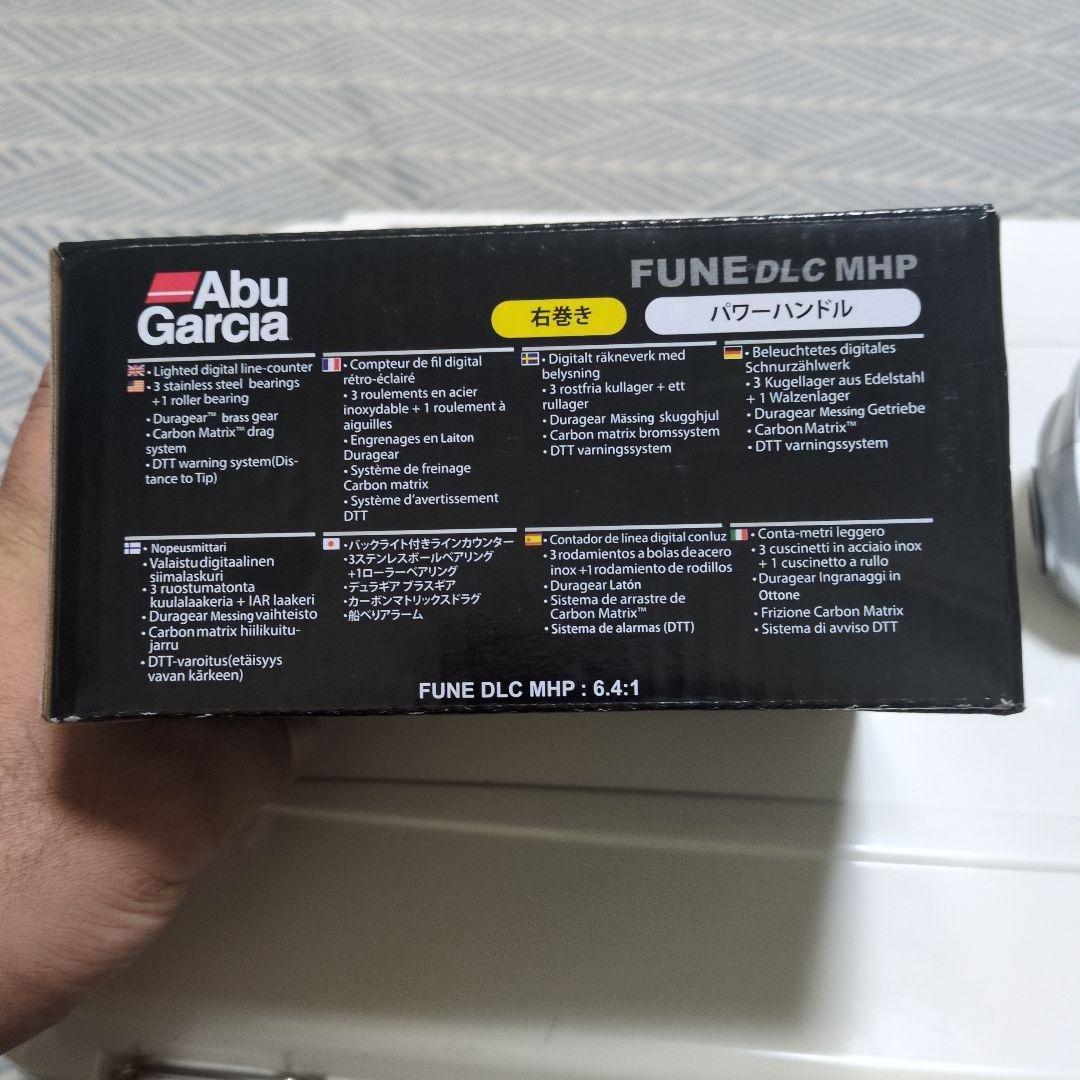 Abu
Garcia
FUNE DLC MHP
右巻き
パワーハンドル
• Lighted digital line-counter
• 3 stainless steel bearings
+1 roller bearing
• Duragear™ brass gear
• Carbon Matrix™ drag
system
• DTT warning system(Dis-
tance to Tip)
• Compteur de fil digital
rétro-éclairé
• 3 roulements en acier
inoxydable + 1 roulement à
aiguilles
• Engrenages en Laiton
Duragear
• Système de freinage
Carbon matrix
• Système d'avertissement
DTT
• Digitalt räkneverk med
belysning
• 3 rostfria kullager + ett
rullager
• Duragear Mässing skugghjul
• Carbon matrix bromssystem
• DTT varningssystem
• Beleuchtetes digitales
Schnurzählwerk
• 3 Kugellager aus Edelstahl
+ 1 Walzenlager
• Duragear Messing Getriebe
• Carbon Matrix™
• DTT varningssystem
• Nopeusmittari
• Valaistu digitaalinen
siimalaskuri
• 3 ruostumatonta
kuulalaakeria + IAR laakeri
• Duragear Messing vaihteisto
• Carbon matrix hiilikuitu-
jarru
• DTT-varoitus(etäisyys
vavan kärkeen)
• バックライト付きラインカウンター
• 3ステンレスボールベアリング
+1ローラーベアリング
• デュラギア ブラスギア
• カーボンマトリックスドラグ
• 船べリアラーム
• Contador de línea digital con luz
• 3 rodamientos a bolas de acero
inox +1 rodamiento de rodillos
• Duragear Latón
• Sistema de arrastre de
Carbon Matrix™
• Sistema de alarmas (DTT)
• Conta-metri leggero
• 3 cuscinetti in acciaio inox
+ 1 cuscinetto a rullo
• Duragear Ingranaggi in
Ottone
• Frizione Carbon Matrix
• Sistema di avviso DTT
FUNE DLC MHP : 6.4:1